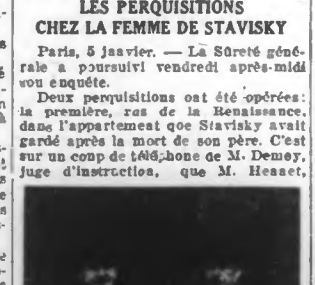 LES PERQUISITIONS
CHEZ LA FEMME DE STAVISKY
Paris, 5 janvier. — La Sûreté géné-
rale a poursuivi vendredi après-midi
son enquête.
Deux perquisitions ont été opérées:
la première, rue de la Renaissance,
dans l'appartement que Stavisky avait
gardé après la mort de son père. C'est
sur un coup de téléphone de M. Demay,
juge d'instruction, que M. Hennet,